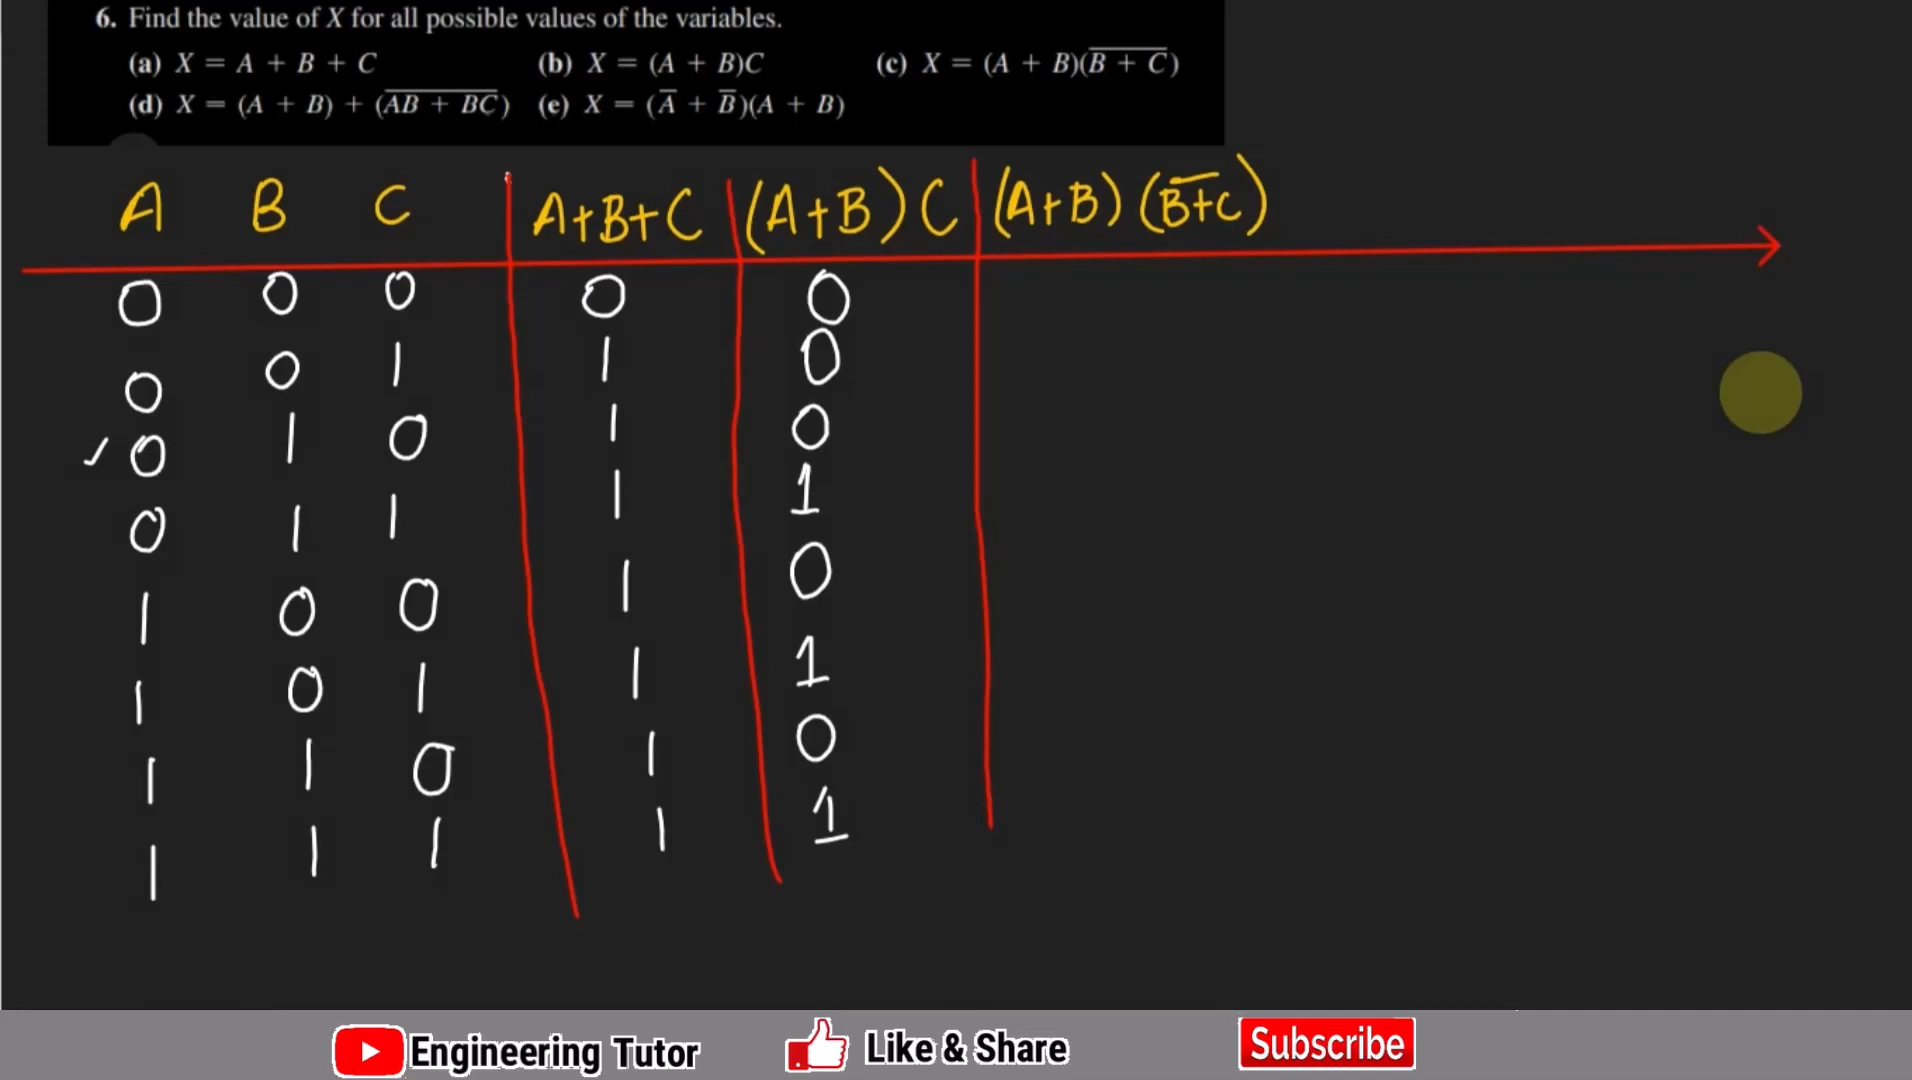 6. Find the value of X for all possible values of the variables.
(a) X = A + B + C (b) X = (A + B)C (c) X = (A + B)(B̅ ̅+̅ ̅C̅)
(d) X = (A + B) + (A̅B̅ ̅+̅ ̅B̅C̅) (e) X = (A̅ + B̅)(A + B)
A B C A+B+C (A+B)C (A+B)(B̅+̅C̅)
0 0 0 0 0
0 0 1 1 0
✓ 0 1 0 1 0
0 1 1 1 1
1 0 0 1 0
1 0 1 1 1
1 1 0 1 0
1 1 1 1 1
Engineering Tutor Like & Share Subscribe